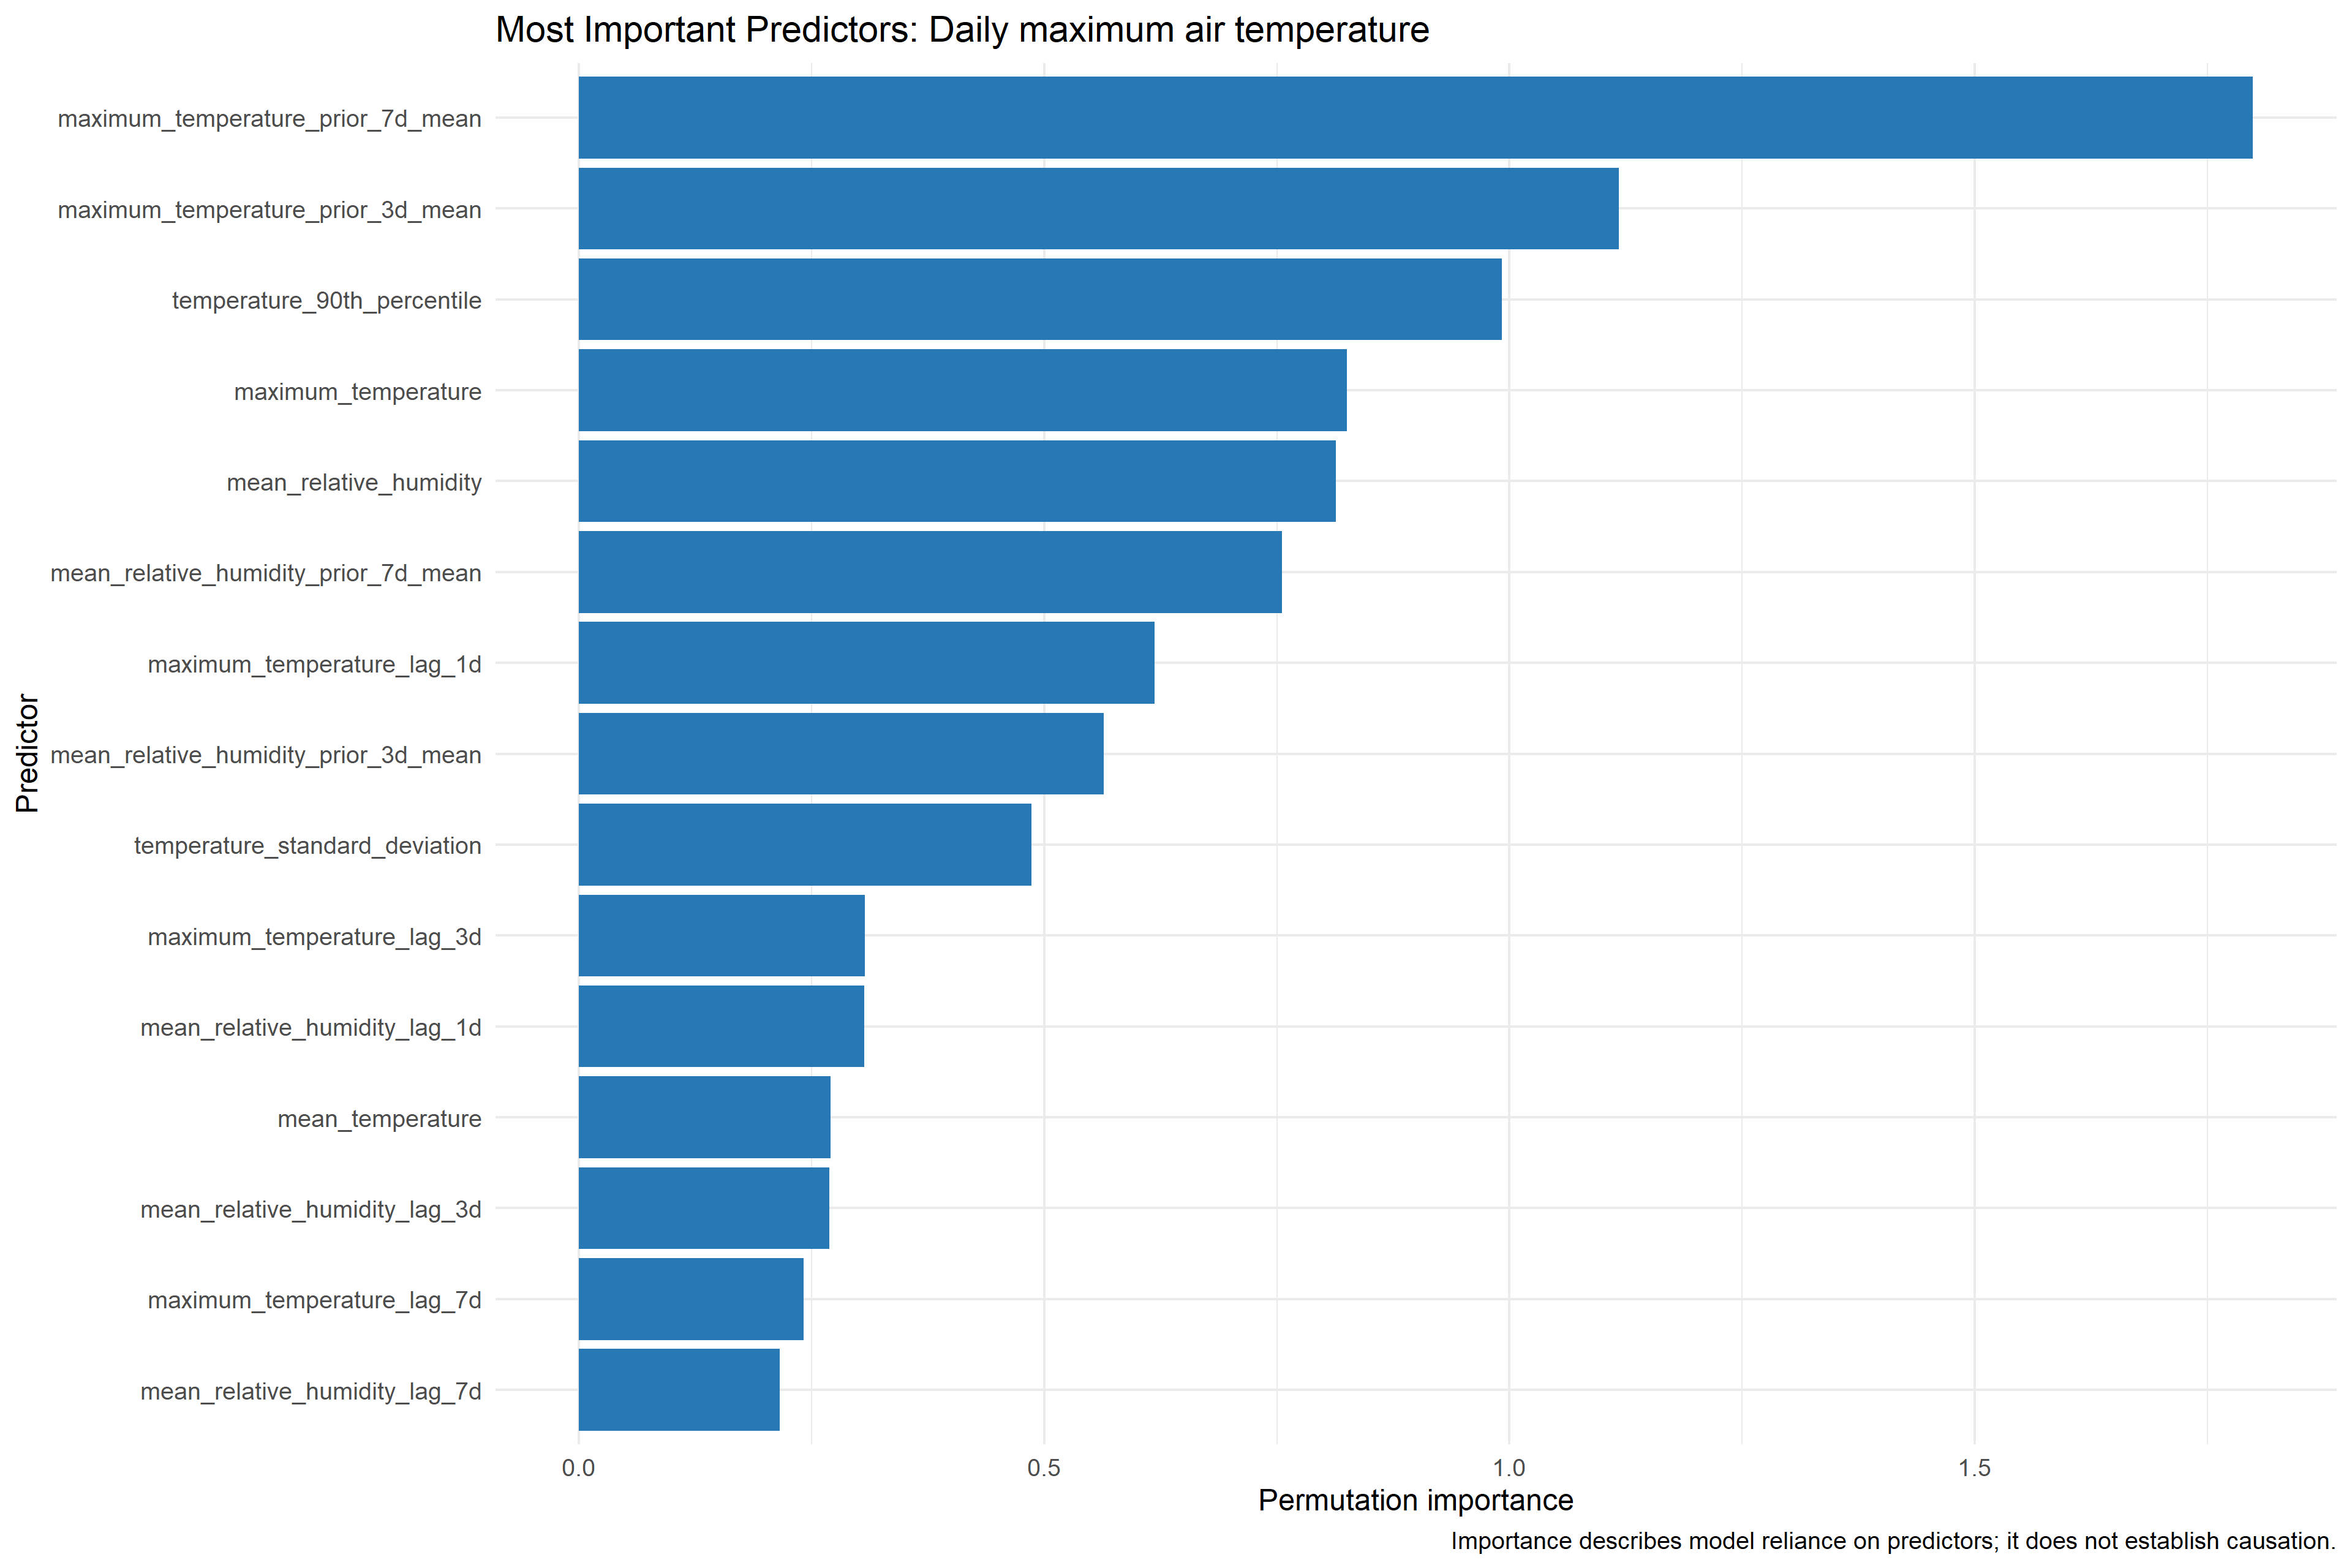 Most Important Predictors: Daily maximum air temperature
maximum_temperature_prior_7d_mean
maximum_temperature_prior_3d_mean
temperature_90th_percentile
maximum_temperature
mean_relative_humidity
mean_relative_humidity_prior_7d_mean
maximum_temperature_lag_1d
mean_relative_humidity_prior_3d_mean
temperature_standard_deviation
maximum_temperature_lag_3d
mean_relative_humidity_lag_1d
mean_temperature
mean_relative_humidity_lag_3d
maximum_temperature_lag_7d
mean_relative_humidity_lag_7d
Predictor
0.0 0.5 1.0 1.5
Permutation importance
Importance describes model reliance on predictors; it does not establish causation.